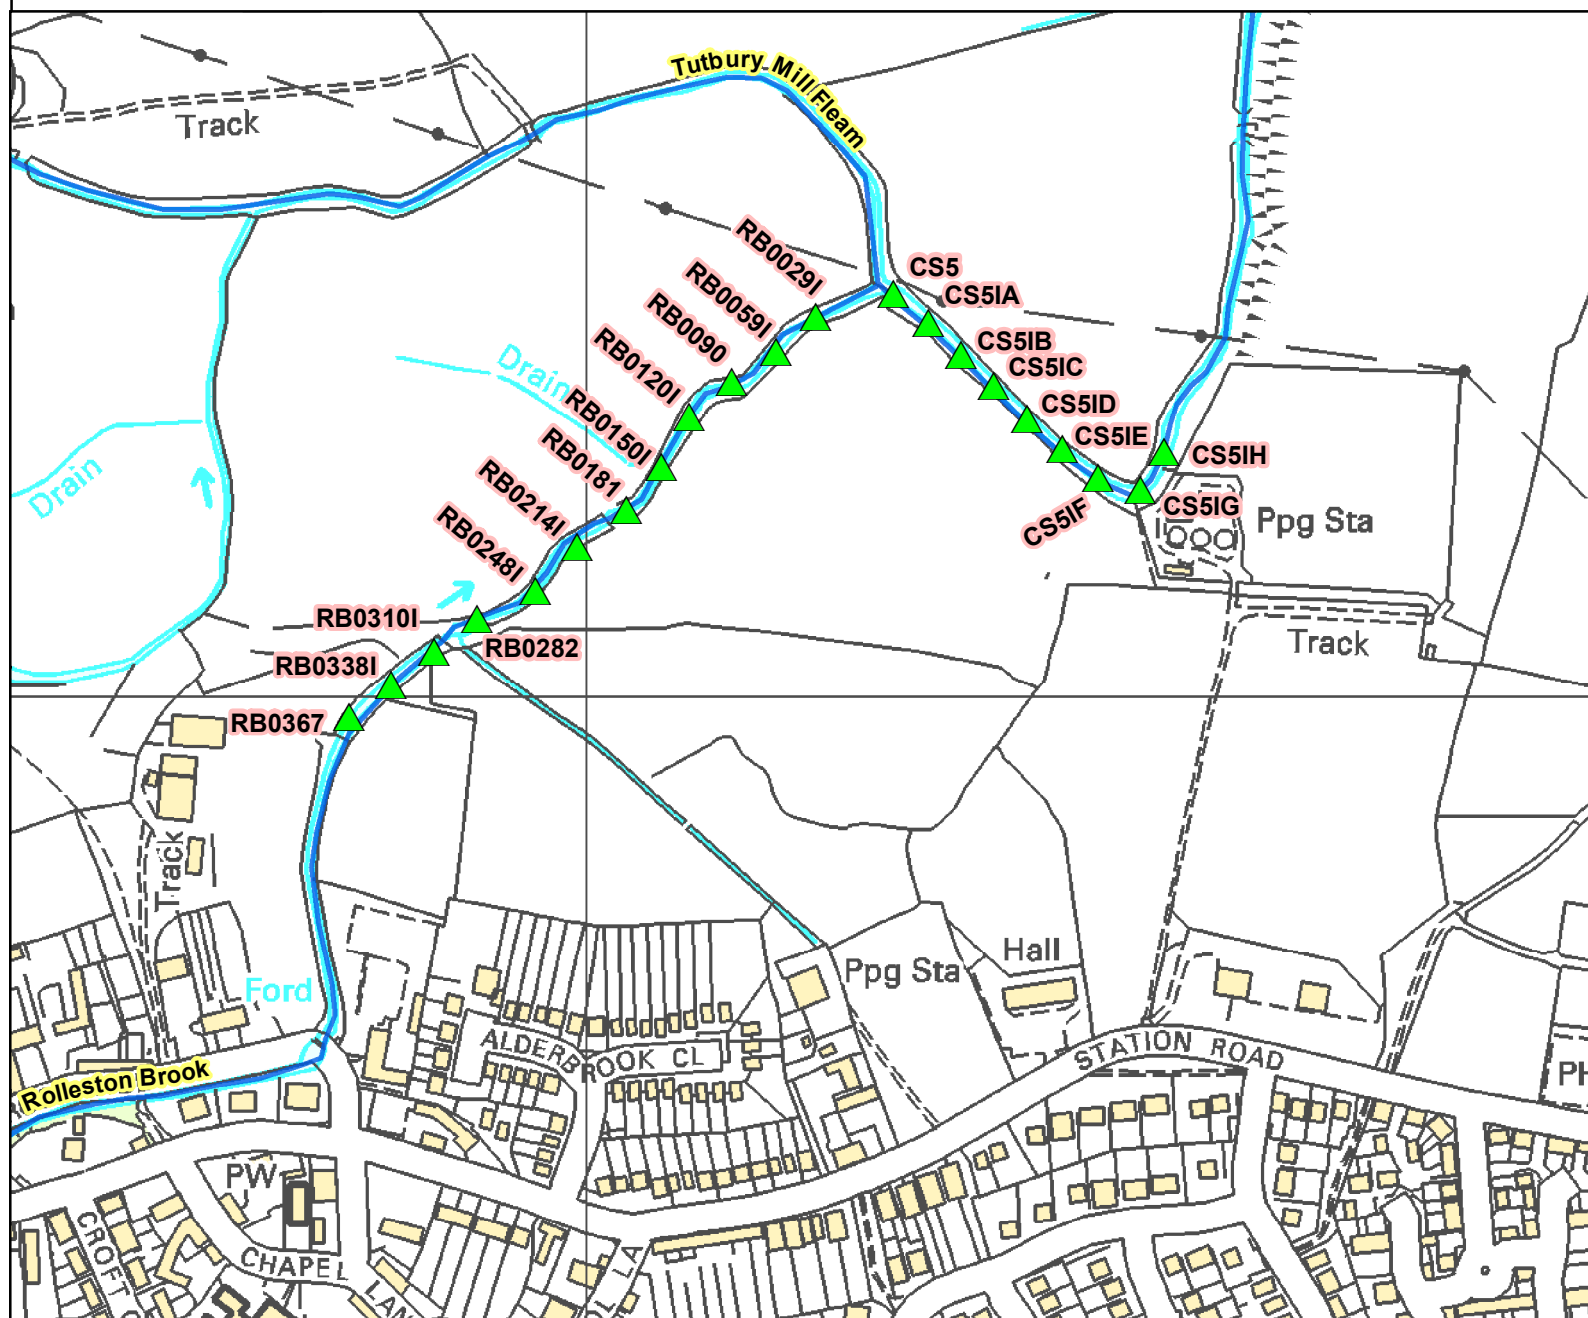 Tutbury Mill Fleam
Track
RB0029I
CS5
CS5IA
RB0059I
RB0090
CS5IB
CS5IC
RB0120I
Drain
CS5ID
RB0150I
CS5IE
RB0181
CS5IH
Drain
RB0214I
CS5IF
CS5IG
Ppg Sta
RB0248I
RB0310I
RB0282
Track
RB0338I
RB0367
Track
Ford
Ppg Sta
Hall
ALDERBROOK CL
STATION ROAD
Rolleston Brook
PH
PW
CROFT
CHAPEL LAN
LA